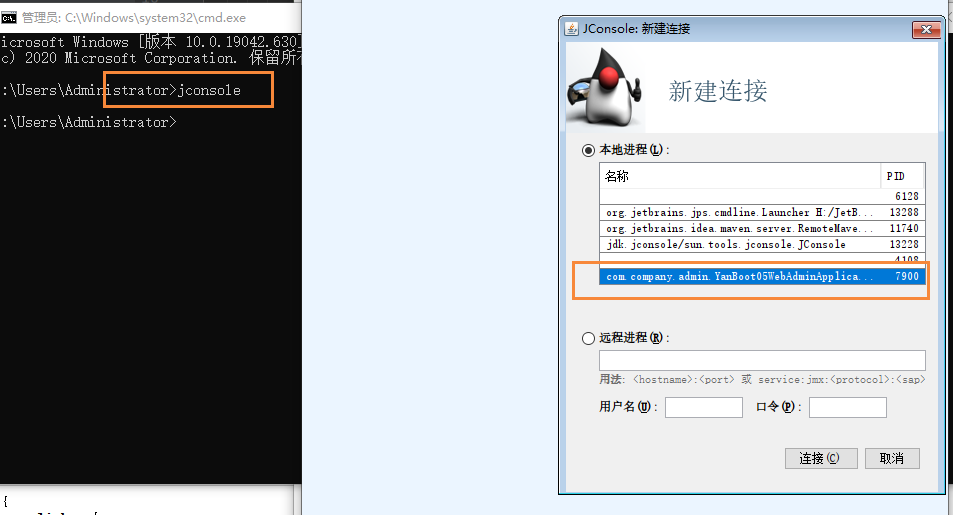 管理员: C:\Windows\system32\cmd.exe
icrosoft Windows [版本 10.0.19042.630
c) 2020 Microsoft Corporation. 保留所有
:\Users\Administrator>jconsole
:\Users\Administrator>
{
JConsole: 新建连接
新建连接
本地进程(L):
名称 PID
6128
org.jetbrains.jps.cmdline.Launcher H:/JetB... 13288
org.jetbrains.idea.maven.server.RemoteMave... 11740
jdk.jconsole/sun.tools.jconsole.JConsole 13228
4108
com.company.admin.YanBoot05WebAdminApplica... 7900
远程进程(R):
用法: <hostname>:<port> 或 service:jmx:<protocol>:<sap>
用户名(U): 口令(P):
连接(C) 取消